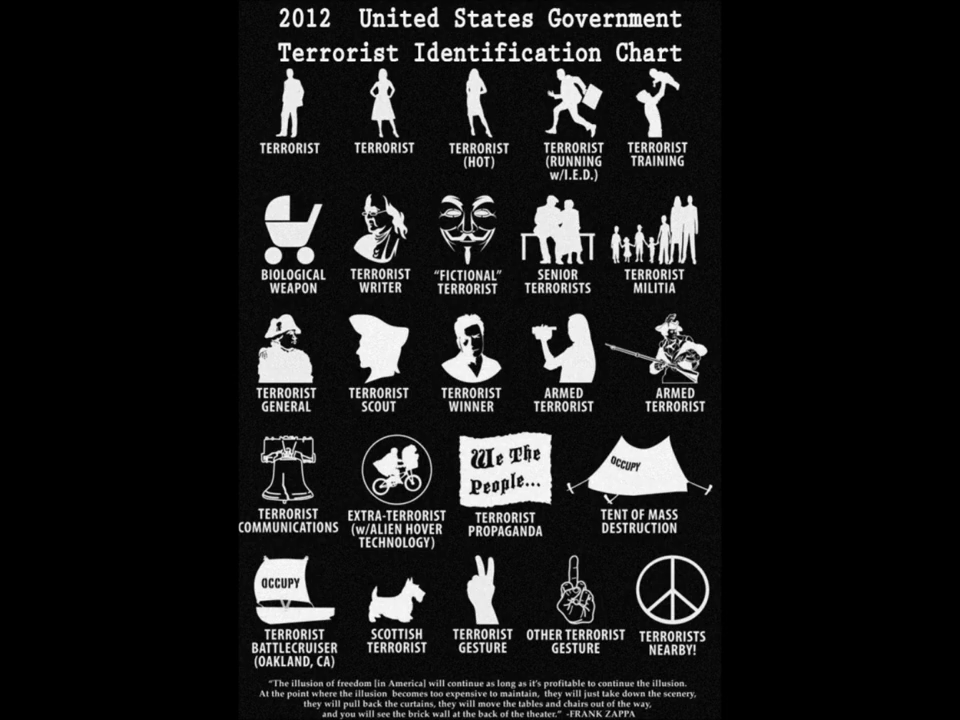 2012 United States Government
Terrorist Identification Chart
TERRORIST
TERRORIST
TERRORIST
(HOT)
TERRORIST
(RUNNING
w/I.E.D.)
TERRORIST
TRAINING
BIOLOGICAL
WEAPON
TERRORIST
WRITER
“FICTIONAL”
TERRORIST
SENIOR
TERRORISTS
TERRORIST
MILITIA
TERRORIST
GENERAL
TERRORIST
SCOUT
TERRORIST
WINNER
ARMED
TERRORIST
ARMED
TERRORIST
We The
People...
OCCUPY
TERRORIST
COMMUNICATIONS
EXTRA-TERRORIST
(w/ALIEN HOVER
TECHNOLOGY)
TERRORIST
PROPAGANDA
TENT OF MASS
DESTRUCTION
OCCUPY
TERRORIST
BATTLECRUISER
(OAKLAND, CA)
SCOTTISH
TERRORIST
TERRORIST
GESTURE
OTHER TERRORIST
GESTURE
TERRORISTS
NEARBY!
“The illusion of freedom [in America] will continue as long as it's profitable to continue the illusion.
At the point where the illusion becomes too expensive to maintain, they will just take down the scenery,
they will pull back the curtains, they will move the tables and chairs out of the way,
and you will see the brick wall at the back of the theater.” -FRANK ZAPPA